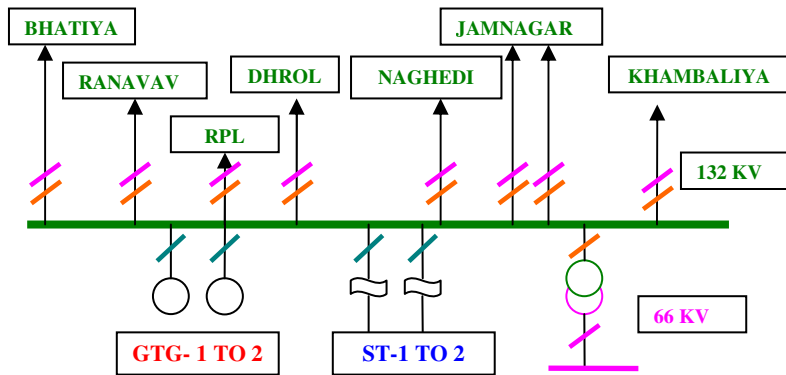 BHATIYA
JAMNAGAR
RANAVAV
DHROL
NAGHEDI
KHAMBALIYA
RPL
132 KV
66 KV
GTG- 1 TO 2
ST-1 TO 2